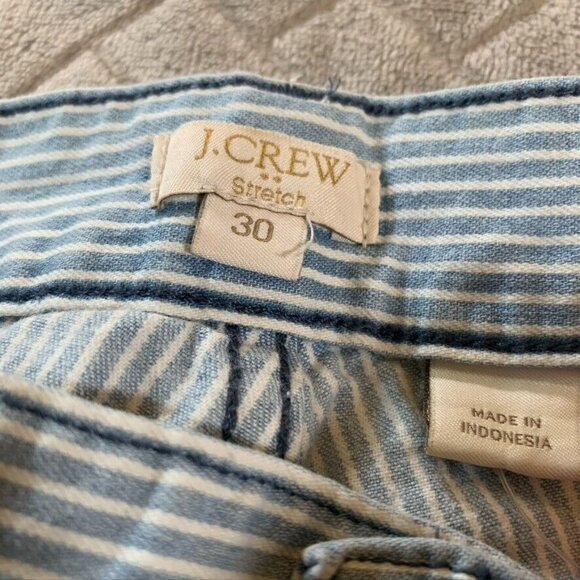 J.CREW
Stretch
30
MADE IN
INDONESIA